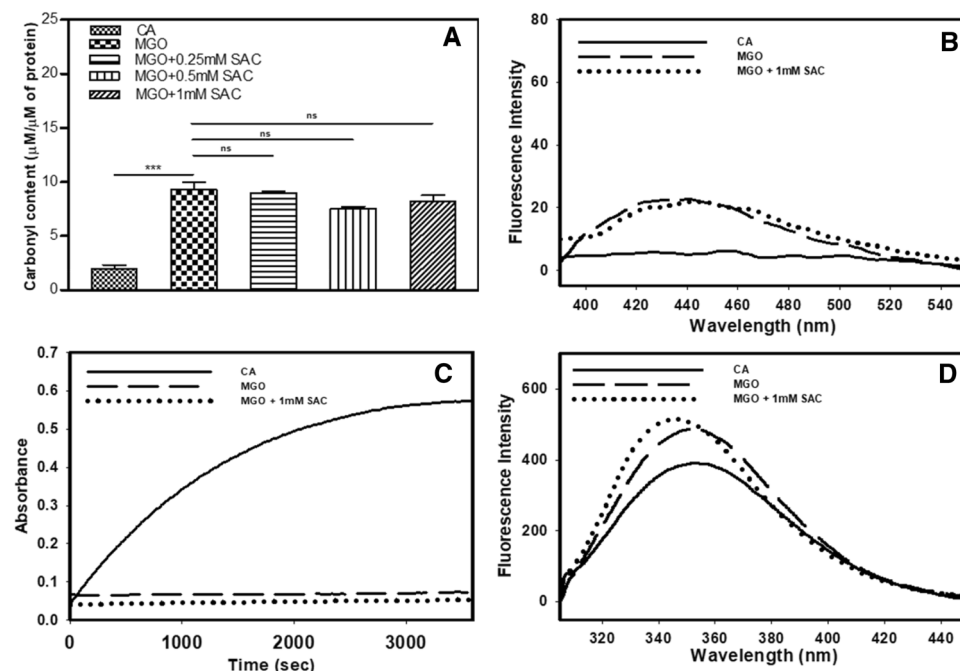 A
CA
MGO
MGO+0.25mM SAC
MGO+0.5mM SAC
MGO+1mM SAC
Carbonyl content (μM/μM of protein)
25
20
15
10
5
0
***
ns
ns
ns
B
CA
MGO
MGO + 1mM SAC
Fluorescence Intensity
80
60
40
20
0
400 420 440 460 480 500 520 540
Wavelength (nm)
C
CA
MGO
MGO + 1mM SAC
Absorbance
0.7
0.6
0.5
0.4
0.3
0.2
0.1
0.0
0 1000 2000 3000
Time (sec)
D
CA
MGO
MGO + 1mM SAC
Fluorescence Intensity
600
400
200
0
320 340 360 380 400 420 440
Wavelength (nm)